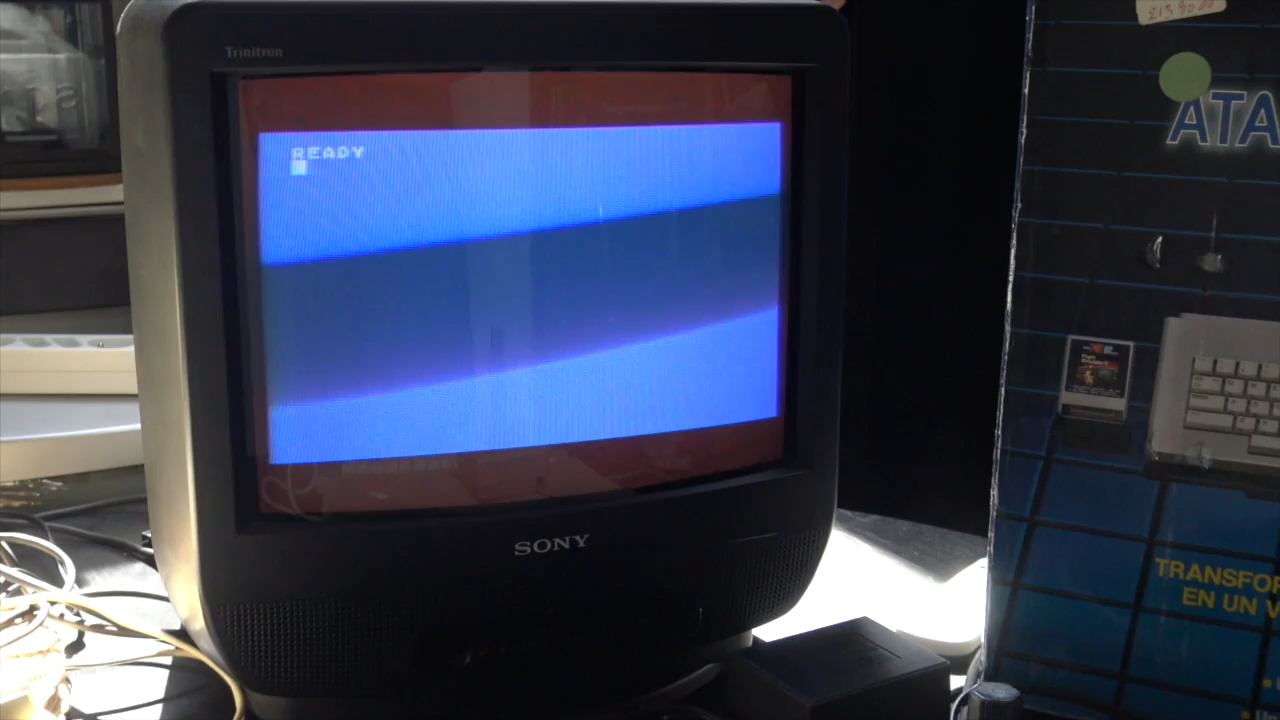 Trinitron
READY
SONY
ATA
TRANSFOR
EN UN V